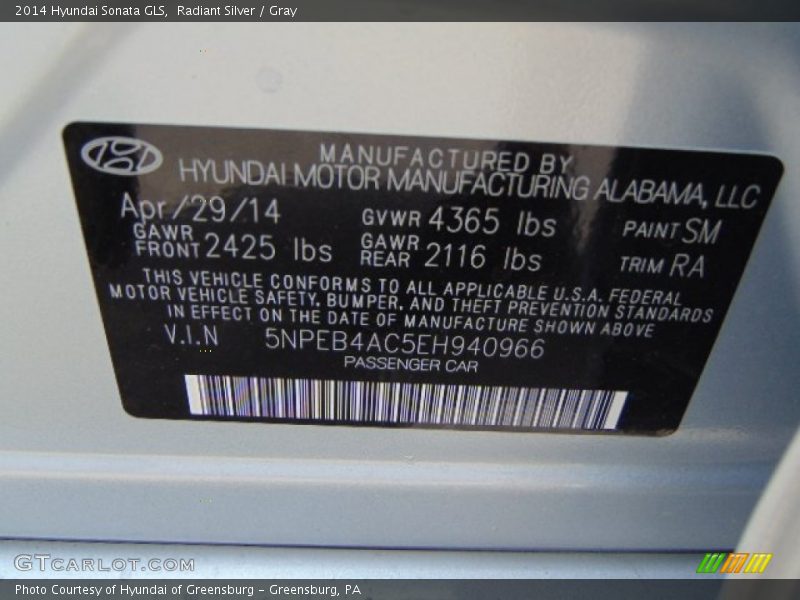 2014 Hyundai Sonata GLS, Radiant Silver / Gray
MANUFACTURED BY
HYUNDAI MOTOR MANUFACTURING ALABAMA, LLC
Apr/29/14 GVWR 4365 lbs PAINT SM
GAWR FRONT 2425 lbs GAWR REAR 2116 lbs TRIM RA
THIS VEHICLE CONFORMS TO ALL APPLICABLE U.S.A. FEDERAL
MOTOR VEHICLE SAFETY, BUMPER, AND THEFT PREVENTION STANDARDS
IN EFFECT ON THE DATE OF MANUFACTURE SHOWN ABOVE
V.I.N 5NPEB4AC5EH940966
PASSENGER CAR
GTCARLOT.COM
Photo Courtesy of Hyundai of Greensburg - Greensburg, PA